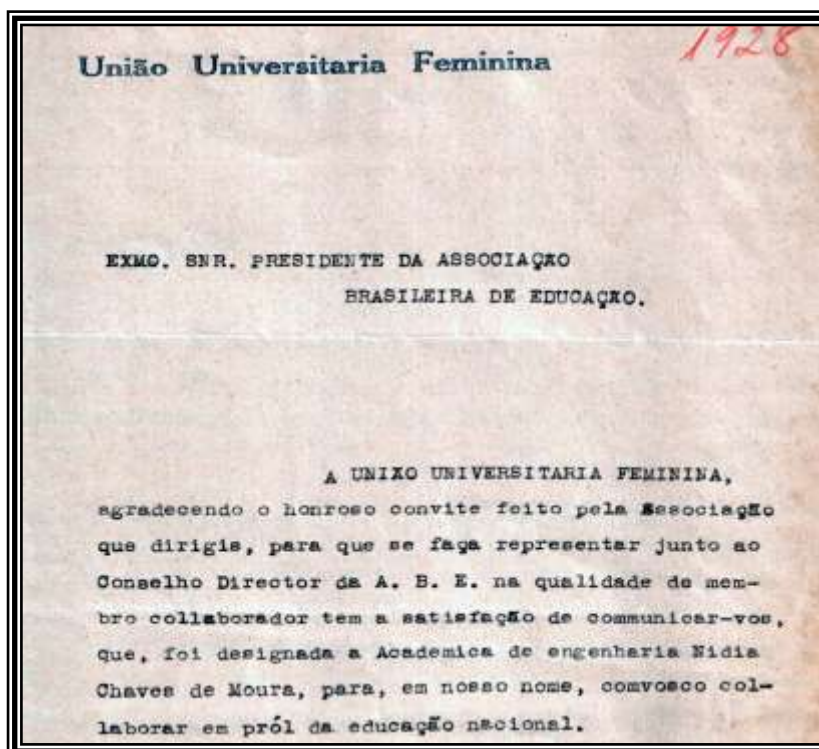 1928
União Universitaria Feminina
EXMO. SNR. PRESIDENTE DA ASSOCIAÇXO
BRASILEIRA DE EDUCAÇXO.
A UNIXO UNIVERSITARIA FEMININA,
agradecendo o honroso convite feito pela Associação
que dirigis, para que se faça representar junto ao
Conselho Director da A. B. E. na qualidade de mem-
bro collaborador tem a satisfação de communicar-vos,
que, foi designada a Academica de engenharia Nidia
Chaves de Moura, para, em nosso nome, comvosco col-
laborar em pról da educação nacional.